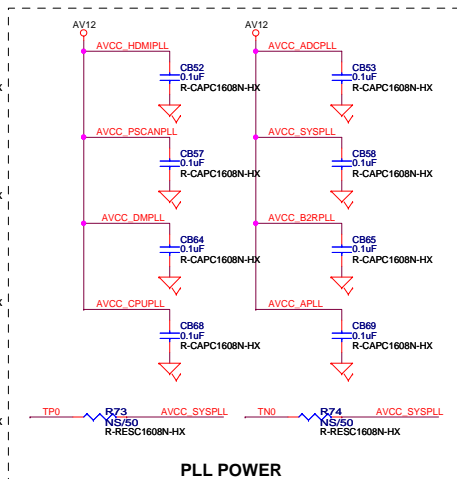 AV12
AVCC_HDMIPLL
CB52
0.1uF
R-CAPC1608N-HX
AVCC_PSCANPLL
CB57
0.1uF
R-CAPC1608N-HX
AVCC_DMPLL
CB64
0.1uF
R-CAPC1608N-HX
AVCC_CPUPLL
CB68
0.1uF
R-CAPC1608N-HX
AV12
AVCC_ADCPLL
CB53
0.1uF
R-CAPC1608N-HX
AVCC_SYSPLL
CB58
0.1uF
R-CAPC1608N-HX
AVCC_B2RPLL
CB65
0.1uF
R-CAPC1608N-HX
AVCC_APLL
CB69
0.1uF
R-CAPC1608N-HX
TP0
R73
AVCC_SYSPLL
NS/50
R-RESC1608N-HX
TN0
R74
AVCC_SYSPLL
NS/50
R-RESC1608N-HX
PLL POWER